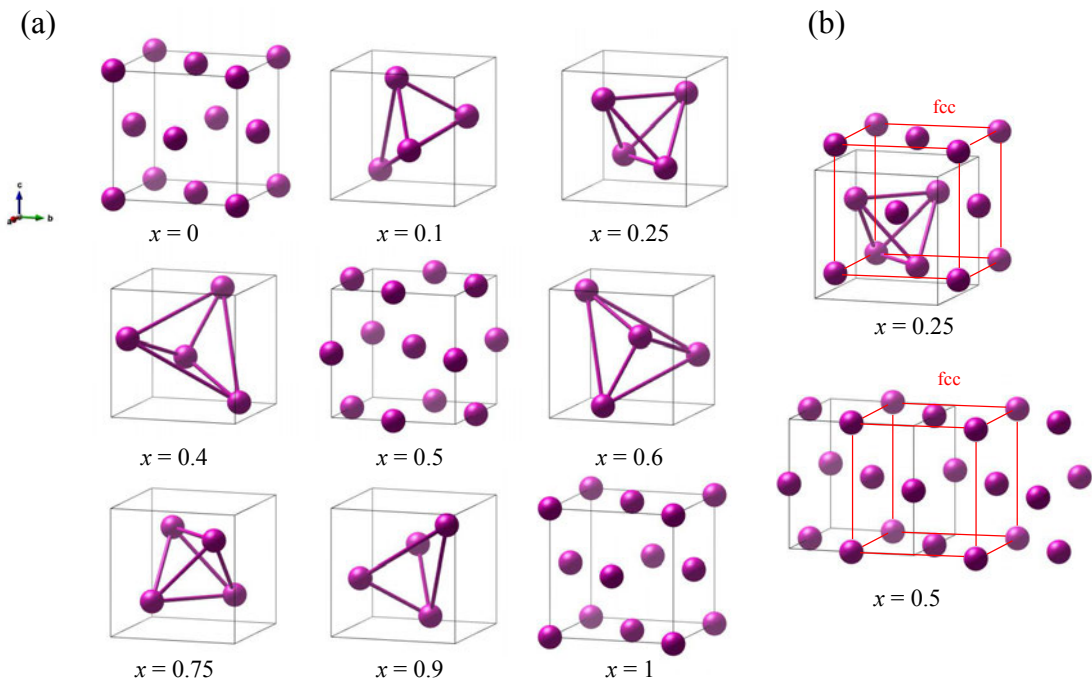 (a)
(b)
c
a
b
x = 0
x = 0.1
x = 0.25
fcc
x = 0.25
x = 0.4
x = 0.5
x = 0.6
fcc
x = 0.5
x = 0.75
x = 0.9
x = 1